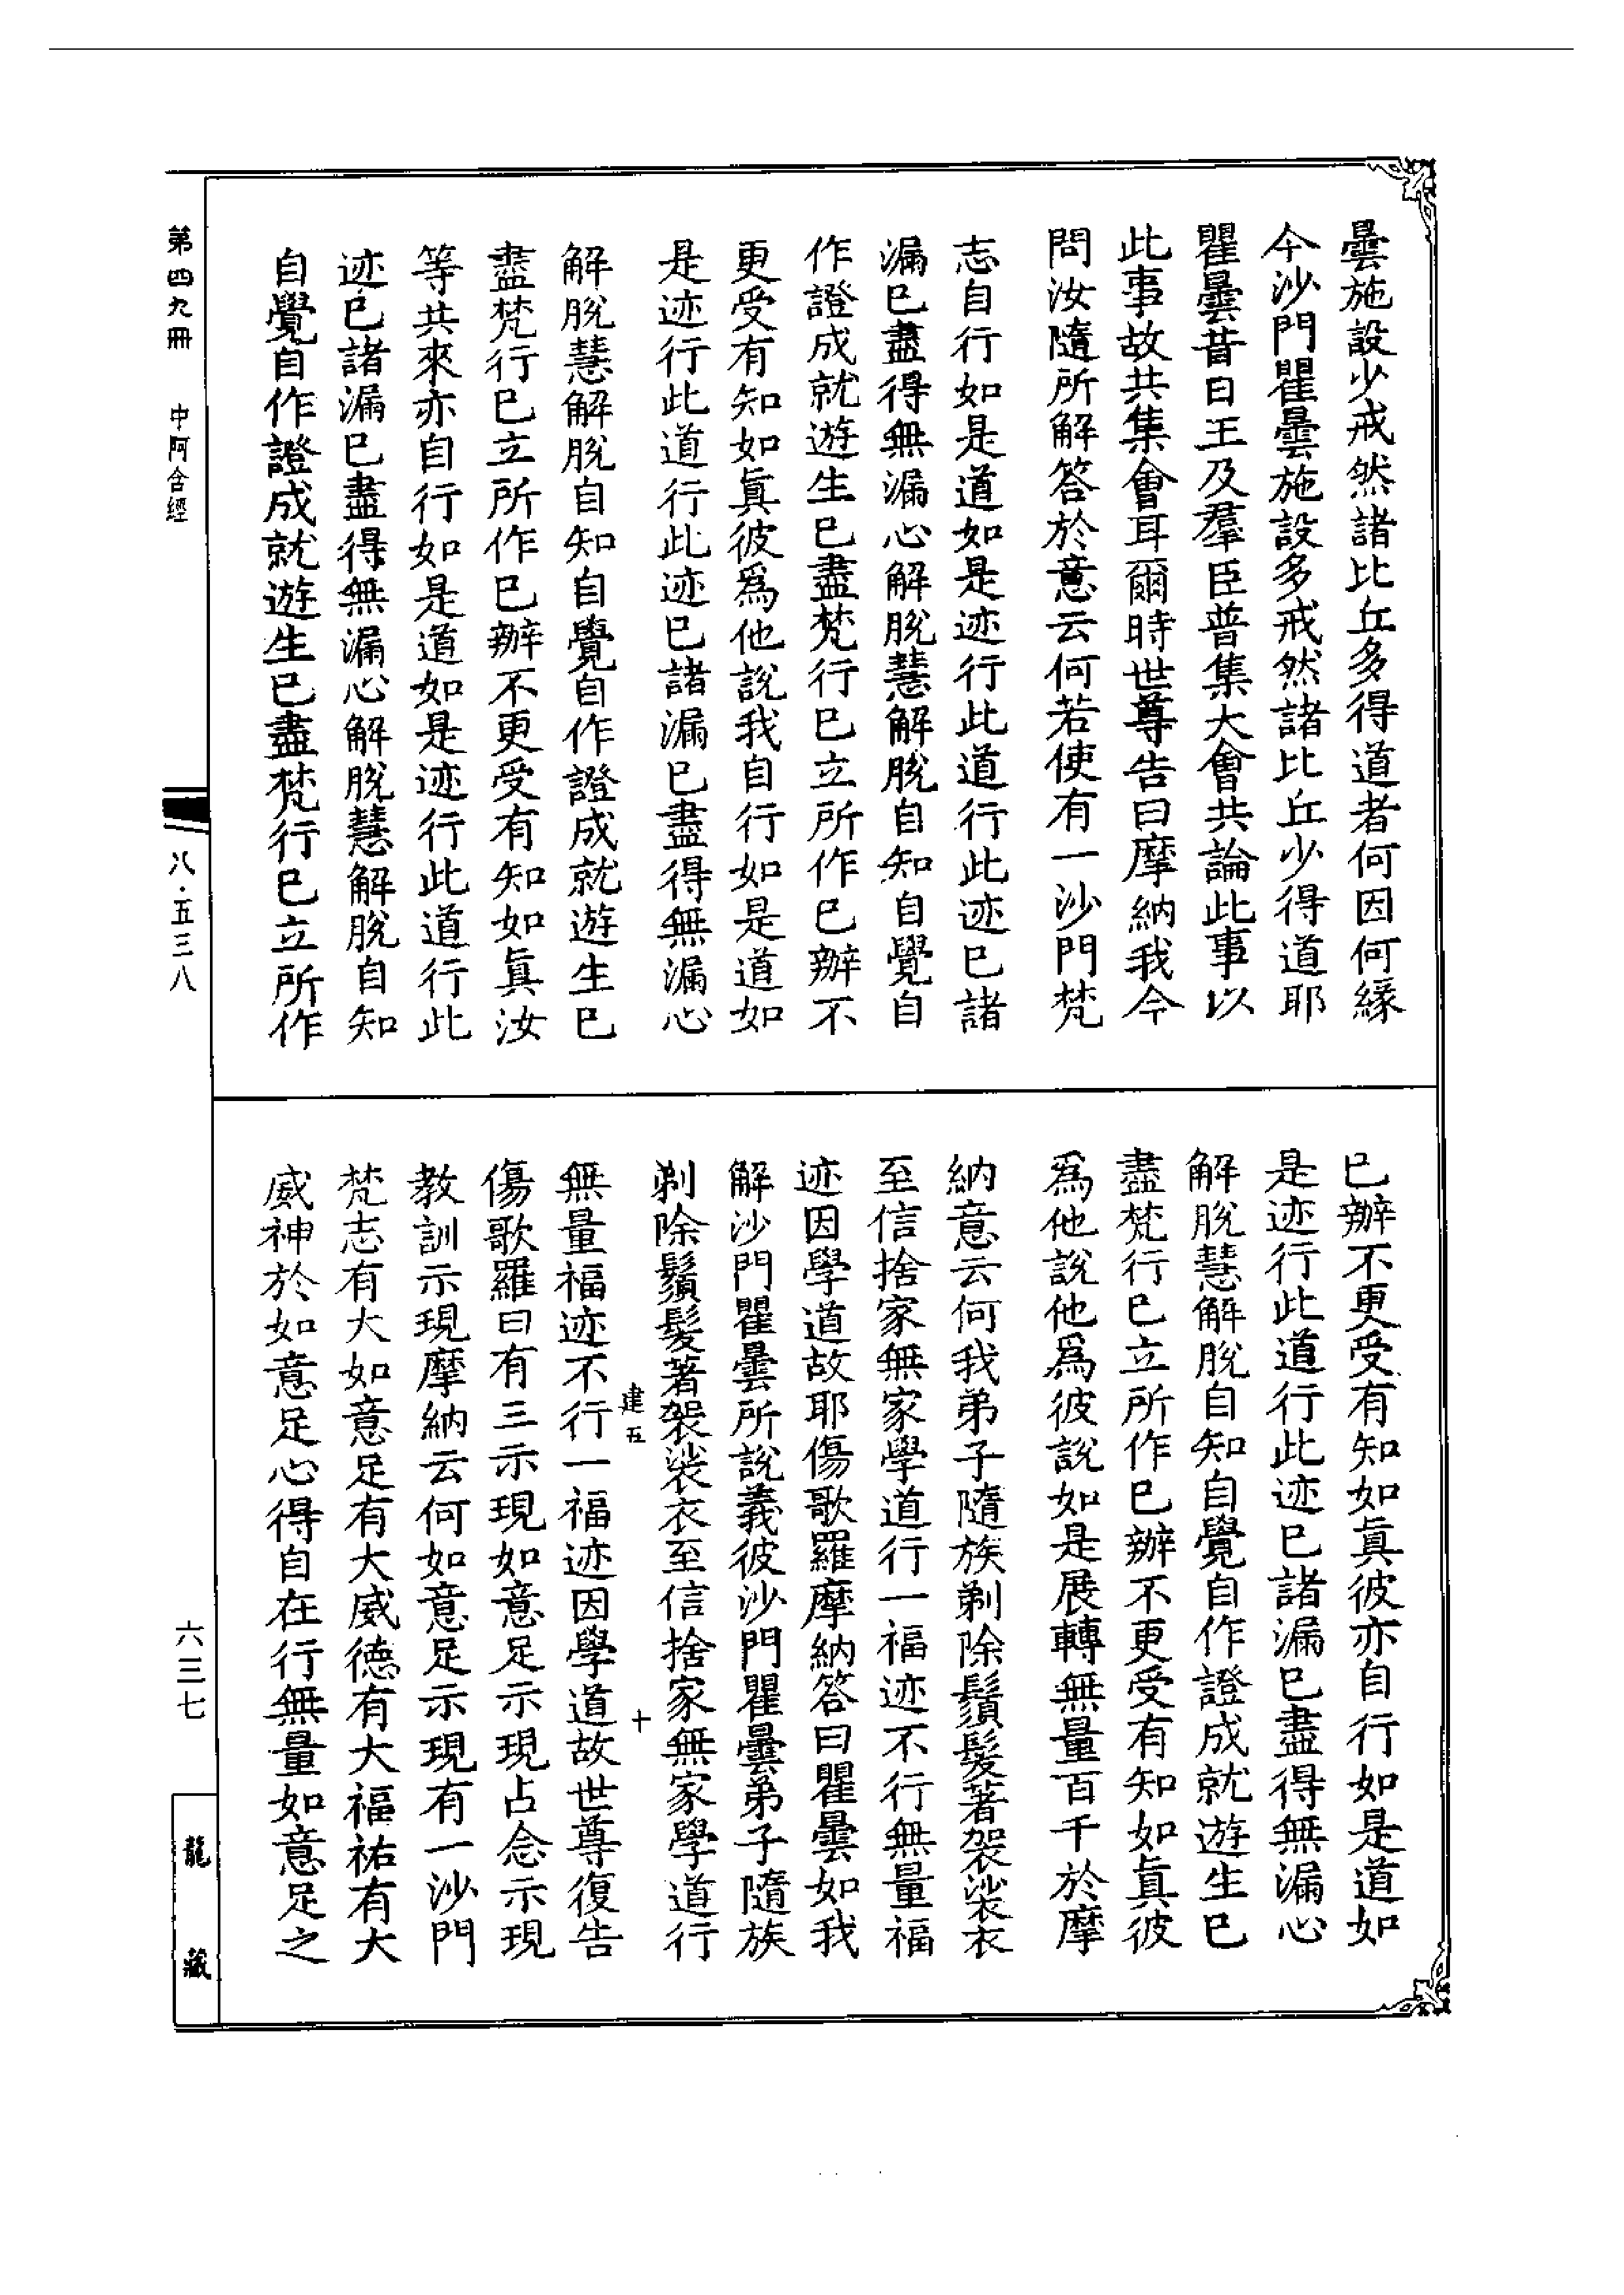 曇施設少戒然諸比丘多得道者何因何緣
今沙門瞿曇施設多戒然諸比丘少得道耶
瞿曇昔日王及羣臣普集大會共論此事以
此事故共集會耳爾時世尊告曰摩納我今
問汝隨所解答於意云何若使有一沙門梵
志自行如是道如是迹行此道行此迹已諸
漏已盡得無漏心解脫慧解脫自知自覺自
作證成就遊生已盡梵行已立所作已辦不
更受有知如眞彼爲他說我自行如是道如
是迹行此道行此迹已諸漏已盡得無漏心
解脫慧解脫自知自覺自作證成就遊生已
盡梵行已立所作已辦不更受有知如眞汝
等共來亦自行如是道如是迹行此道行此
迹已諸漏已盡得無漏心解脫慧解脫自知
自覺自作證成就遊生已盡梵行已立所作
已辦不更受有知如眞彼亦自行如是道如
是迹行此道行此迹已諸漏已盡得無漏心
解脫慧解脫自知自覺自作證成就遊生已
盡梵行已立所作已辦不更受有知如眞彼
爲他說他爲彼說如是展轉無量百千於摩
納意云何我弟子隨族剃除鬚髮著袈裟衣
至信捨家無家學道行一福迹不行無量福
迹因學道故耶傷歌羅摩納答曰瞿曇如我
解沙門瞿曇所說義彼沙門瞿曇弟子隨族
剃除鬚髮著袈裟衣至信捨家無家學道行
建五 十
無量福迹不行一福迹因學道故世尊復告
傷歌羅曰有三示現如意足示現占念示現
教訓示現摩納云何如意足示現有一沙門
梵志有大如意足有大威德有大福祐有大
威神於如意足心得自在行無量如意足之
第四九冊 中阿含經
八·五三八
六三七
龍藏